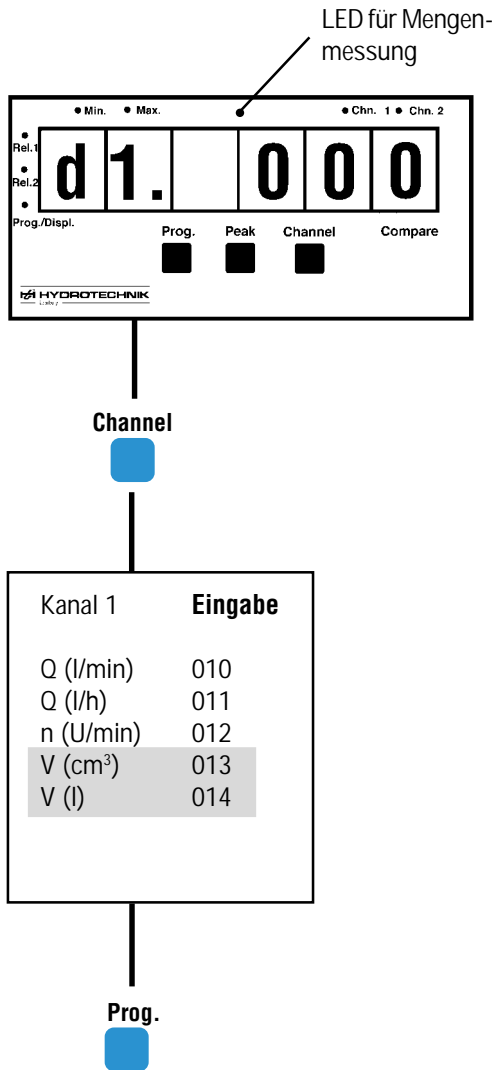 LED für Mengen-
messung
Min. Max. Chn. 1 Chn. 2
Rel.1
Rel.2
d1. 000
Prog./Displ.
Prog. Peak Channel Compare
HYDROTECHNIK
Channel
Kanal 1 Eingabe
Q (l/min) 010
Q (l/h) 011
n (U/min) 012
V (cm³) 013
V (l) 014
Prog.